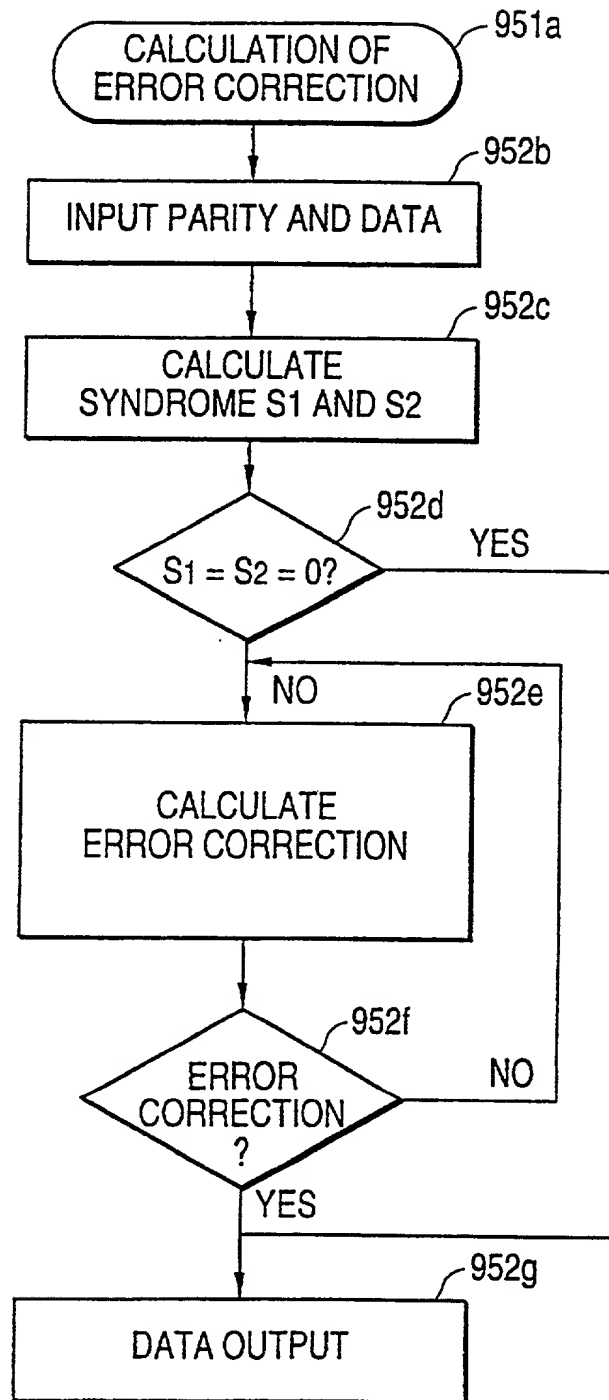 951a
CALCULATION OF
ERROR CORRECTION
952b
INPUT PARITY AND DATA
952c
CALCULATE
SYNDROME S1 AND S2
952d
YES
S1 = S2 = 0?
NO
952e
CALCULATE
ERROR CORRECTION
952f
ERROR
CORRECTION
?
NO
YES
952g
DATA OUTPUT